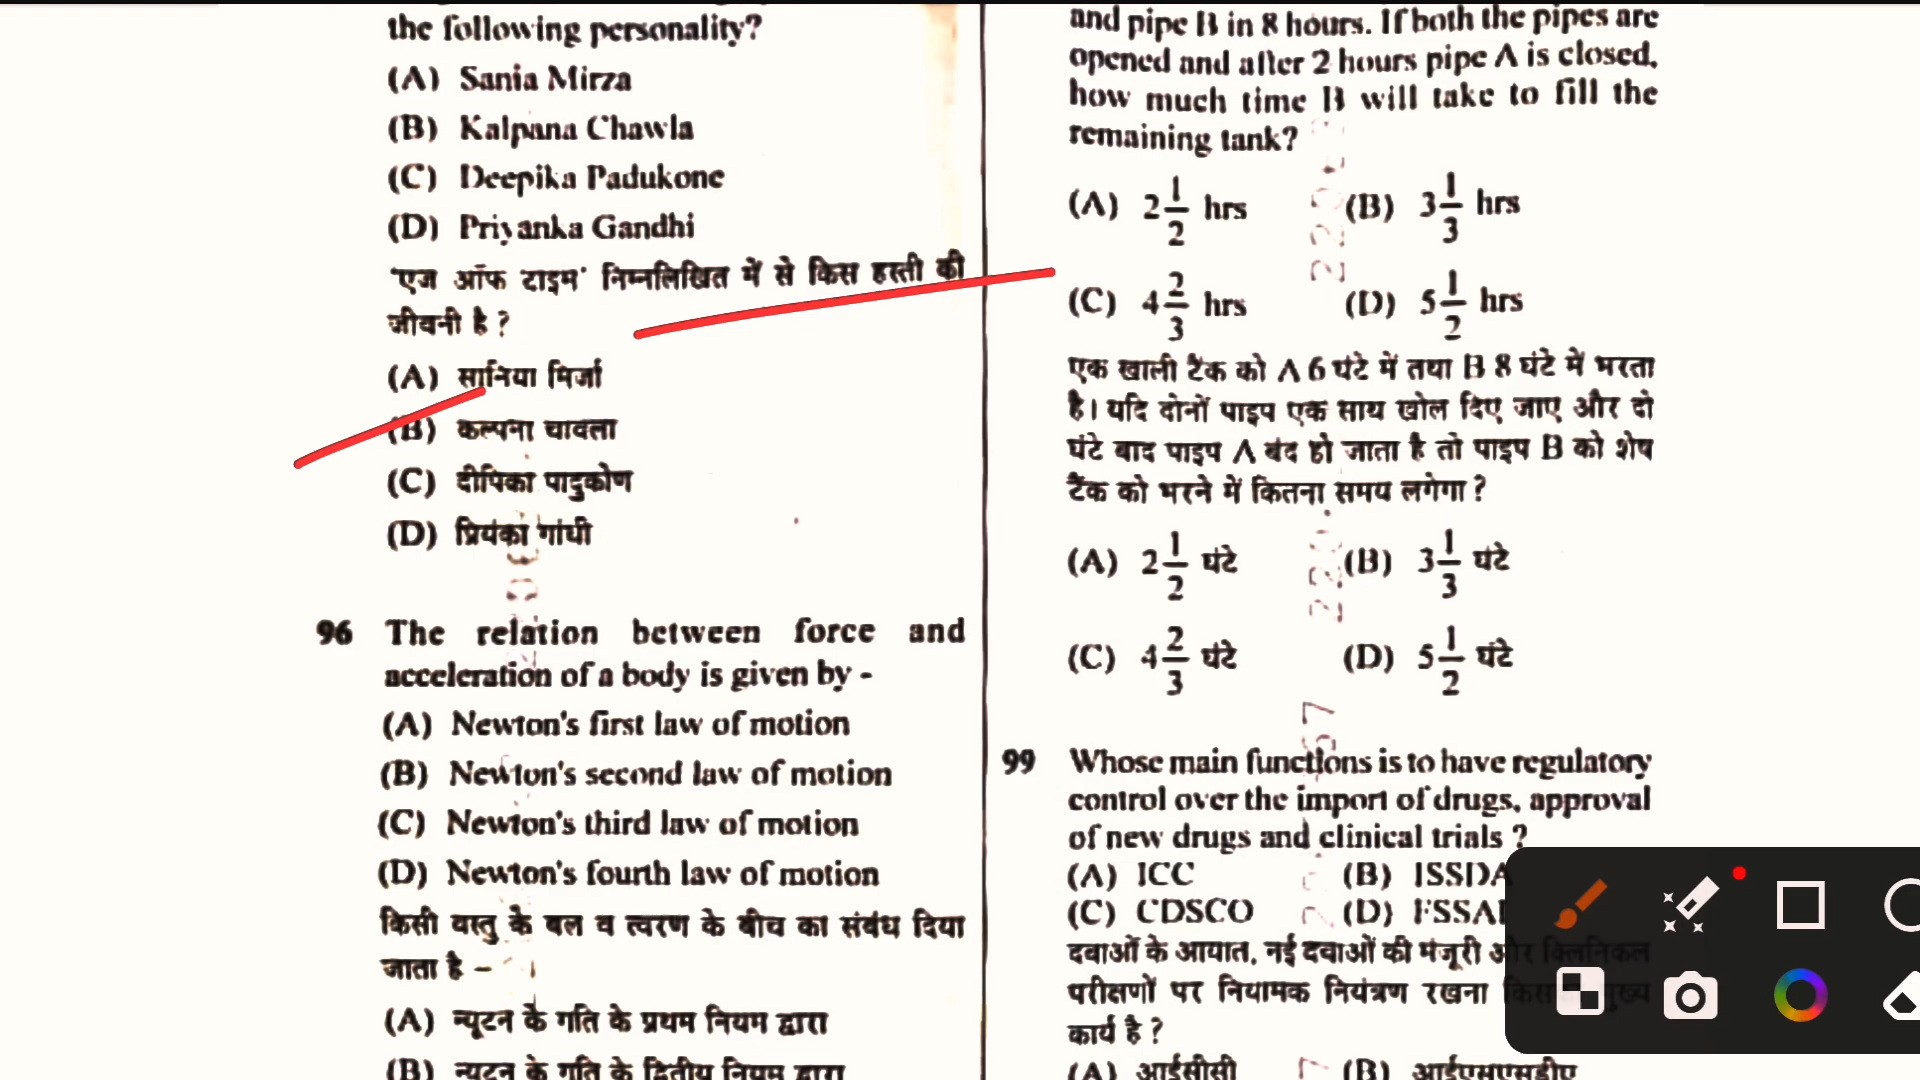 the following personality?
(A) Sania Mirza
(B) Kalpana Chawla
(C) Deepika Padukone
(D) Priyanka Gandhi
'एज ऑफ टाइम' निम्नलिखित में से किस हस्ती की
जीवनी है ?
(A) सानिया मिर्जा
(B) कल्पना चावला
(C) दीपिका पादुकोण
(D) प्रियंका गांधी
96 The relation between force and
acceleration of a body is given by -
(A) Newton's first law of motion
(B) Newton's second law of motion
(C) Newton's third law of motion
(D) Newton's fourth law of motion
किसी वस्तु के बल व त्वरण के बीच का संबंध दिया
जाता है -
(A) न्यूटन के गति के प्रथम नियम द्वारा
(B) न्यूटन के गति के द्वितीय नियम द्वारा
and pipe B in 8 hours. If both the pipes are
opened and after 2 hours pipe A is closed,
how much time B will take to fill the
remaining tank?
(A) 2 1/2 hrs (B) 3 1/3 hrs
(C) 4 2/3 hrs (D) 5 1/2 hrs
एक खाली टैंक को A 6 घंटे में तथा B 8 घंटे में भरता
है। यदि दोनों पाइप एक साथ खोल दिए जाए और दो
घंटे बाद पाइप A बंद हो जाता है तो पाइप B को शेष
टैंक को भरने में कितना समय लगेगा ?
(A) 2 1/2 घंटे (B) 3 1/3 घंटे
(C) 4 2/3 घंटे (D) 5 1/2 घंटे
99 Whose main functions is to have regulatory
control over the import of drugs, approval
of new drugs and clinical trials ?
(A) ICC (B) ISSDA
(C) CDSCO (D)
दवाओं के आयात, नई दवाओं की मंजूरी और क्लिनिकल
परीक्षणों पर नियामक नियंत्रण रखना
कार्य है ?
(A) आईसीसी (B) आईएसएसडीए